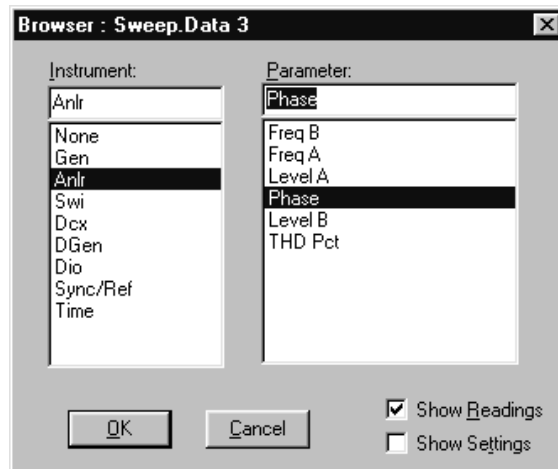 Browser : Sweep.Data 3
Instrument:
Anlr
None
Gen
Anlr
Swi
Dcx
DGen
Dio
Sync/Ref
Time
Parameter:
Phase
Freq B
Freq A
Level A
Phase
Level B
THD Pct
OK
Cancel
Show Readings
Show Settings